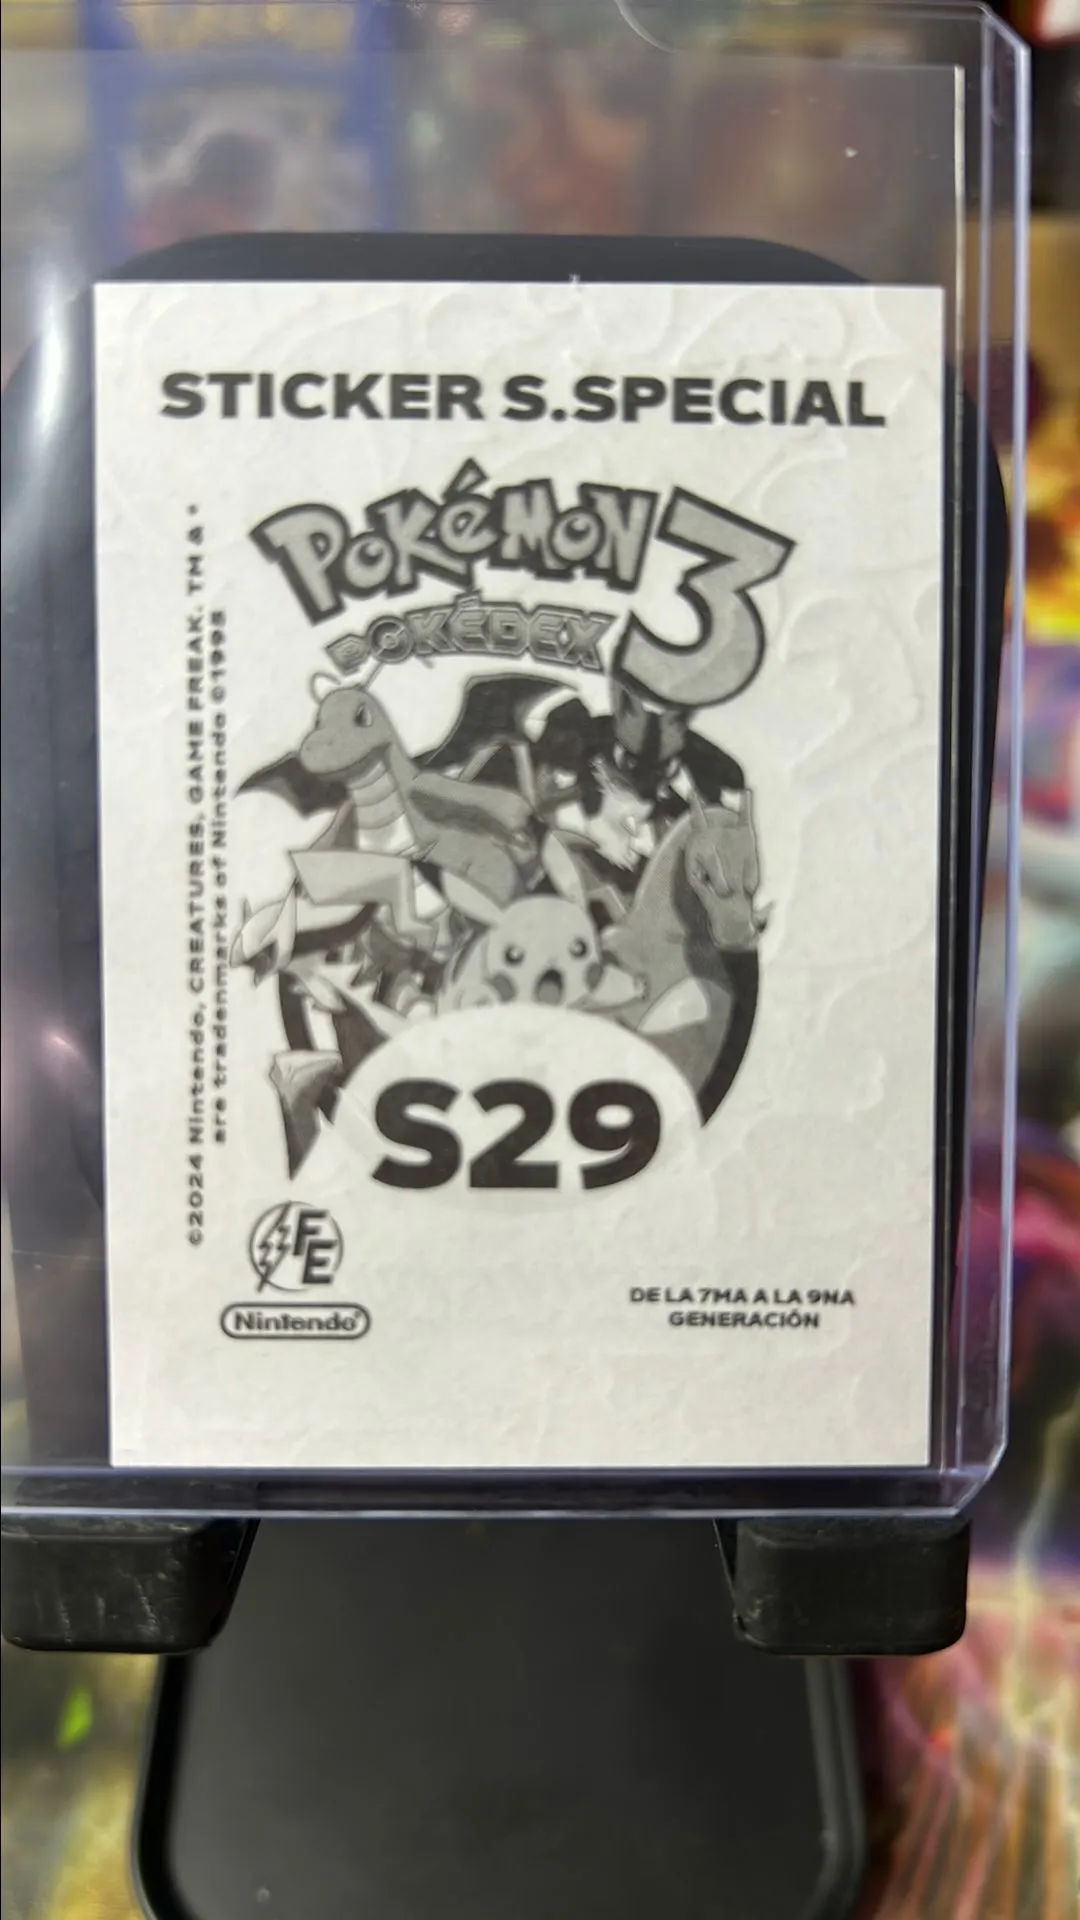 STICKER S.SPECIAL
POKéMON 3
POKÉDEX
©2024 Nintendo, CREATURES, GAME FREAK. TM & ®
are tradenmarks of Nintendo ©1995
S29
FE
Nintendo®
DE LA 7MA A LA 9NA
GENERACIÓN